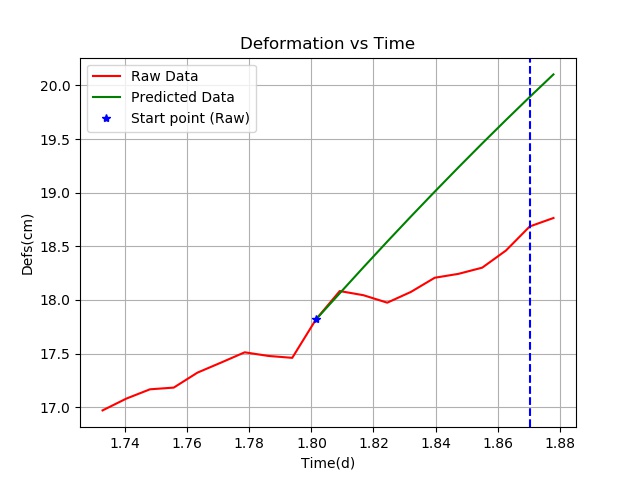 Deformation vs Time
Raw Data
Predicted Data
Start point (Raw)
Defs(cm)
20.0
19.5
19.0
18.5
18.0
17.5
17.0
1.74 1.76 1.78 1.80 1.82 1.84 1.86 1.88
Time(d)